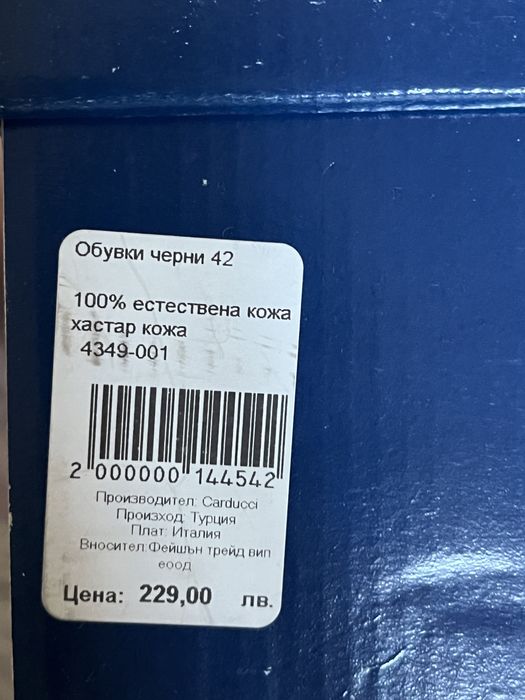 Обувки черни 42
100% естествена кожа
хастар кожа
4349-001
2 000000 144542
Производител: Carducci
Произход: Турция
Плат: Италия
Вносител:Фейшън трейд вип
еоод
Цена: 229,00 лв.